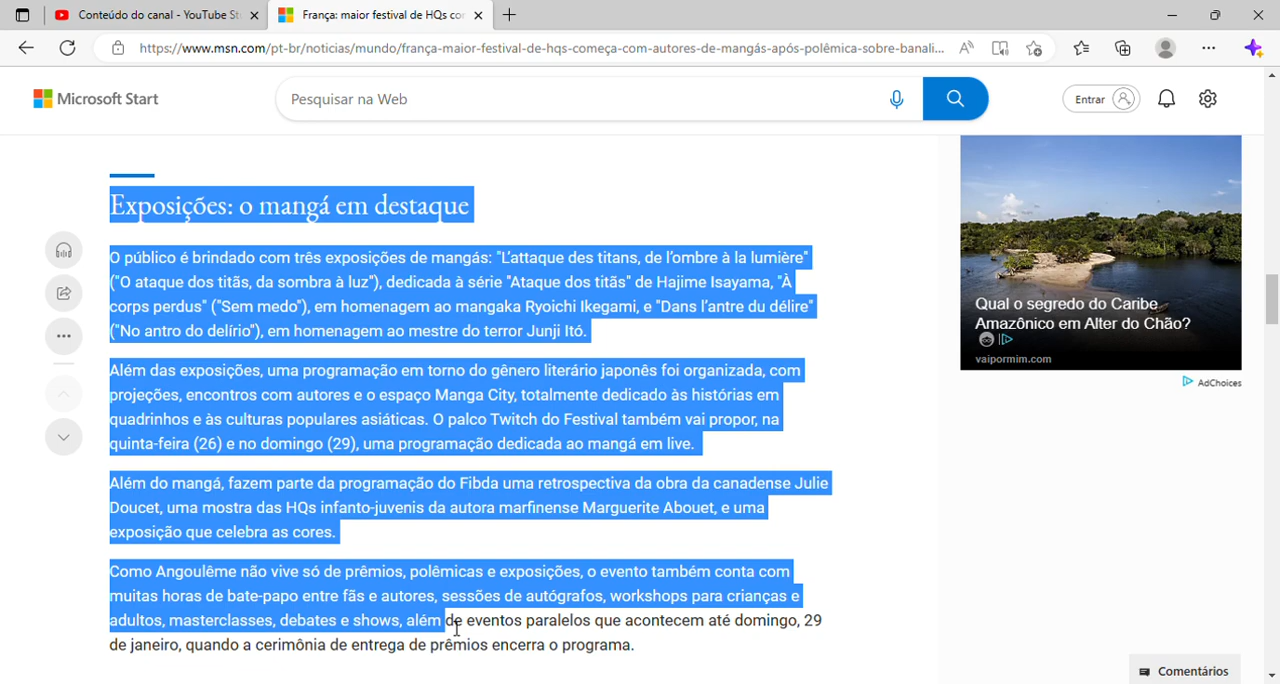 Conteúdo do canal - YouTube St
França: maior festival de HQs cor
https://www.msn.com/pt-br/noticias/mundo/frança-maior-festival-de-hqs-começa-com-autores-de-mangás-após-polêmica-sobre-banali...
Microsoft Start
Pesquisar na Web
Entrar
Exposições: o mangá em destaque
O público é brindado com três exposições de mangás: "L'attaque des titans, de l'ombre à la lumière"
("O ataque dos titãs, da sombra à luz"), dedicada à série "Ataque dos titãs" de Hajime Isayama, "À
corps perdus" ("Sem medo"), em homenagem ao mangaka Ryoichi Ikegami, e "Dans l'antre du délire"
("No antro do delírio"), em homenagem ao mestre do terror Junji Itó.
Além das exposições, uma programação em torno do gênero literário japonês foi organizada, com
projeções, encontros com autores e o espaço Manga City, totalmente dedicado às histórias em
quadrinhos e às culturas populares asiáticas. O palco Twitch do Festival também vai propor, na
quinta-feira (26) e no domingo (29), uma programação dedicada ao mangá em live.
Além do mangá, fazem parte da programação do Fibda uma retrospectiva da obra da canadense Julie
Doucet, uma mostra das HQs infanto-juvenis da autora marfinense Marguerite Abouet, e uma
exposição que celebra as cores.
Como Angoulême não vive só de prêmios, polêmicas e exposições, o evento também conta com
muitas horas de bate-papo entre fãs e autores, sessões de autógrafos, workshops para crianças e
adultos, masterclasses, debates e shows, além de eventos paralelos que acontecem até domingo, 29
de janeiro, quando a cerimônia de entrega de prêmios encerra o programa.
Qual o segredo do Caribe
Amazônico em Alter do Chão?
vaipormim.com
AdChoices
Comentários